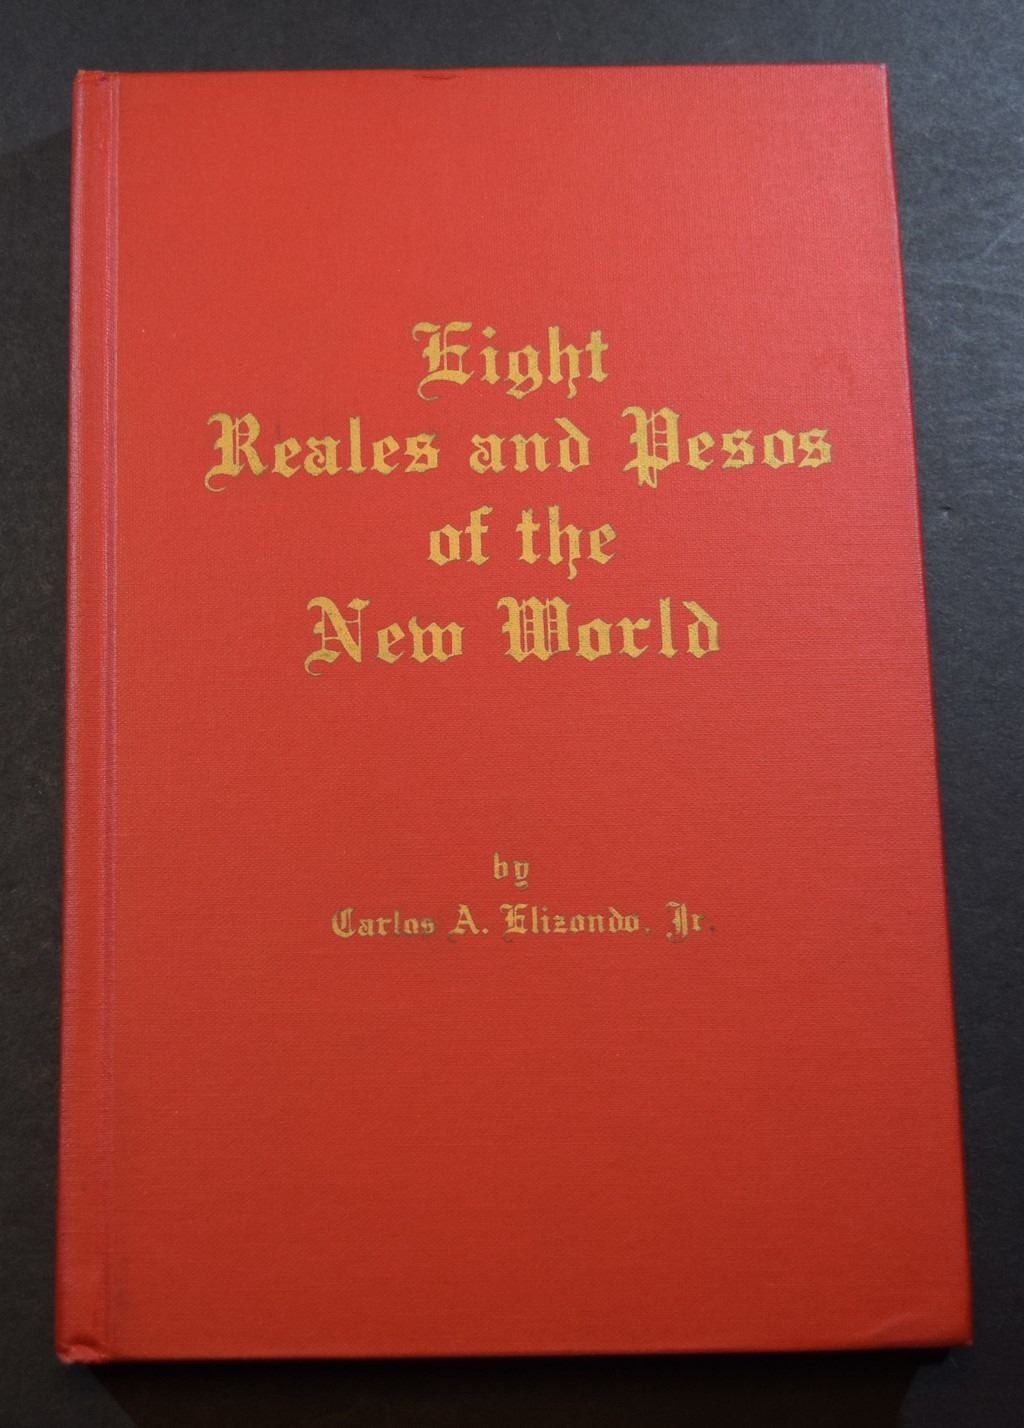 Eight
Reales and Pesos
of the
New World
by
Carlos A. Elizondo, Jr.